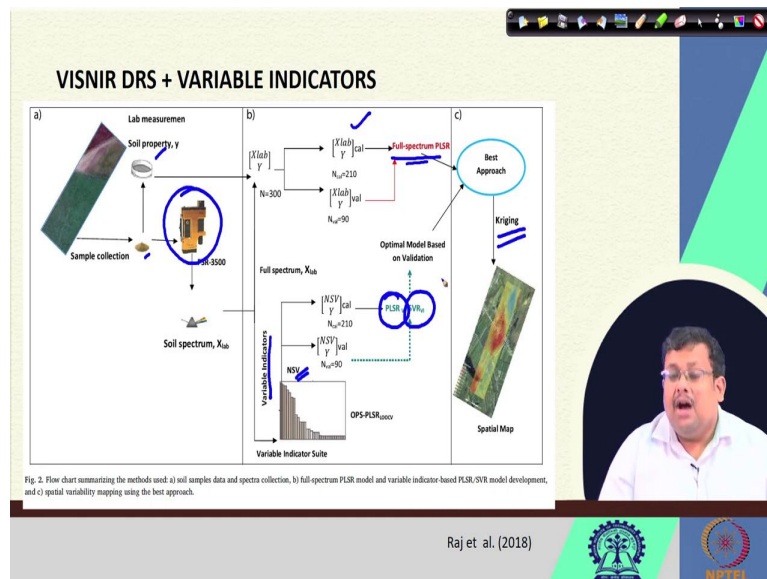 VISNIR DRS + VARIABLE INDICATORS
a)
Lab measuremen
Soil property, y
Sample collection
PSR-3500
Soil spectrum, Xlab
b)
[Xlab Y]
N=300
[Xlab Y]cal
Ncal=210
[Xlab Y]val
Nval=90
Full-spectrum PLSR
Full spectrum, Xlab
Optimal Model Based
on Validation
[NSV Y]cal
Ncal=210
PLSR
SVR
[NSV Y]val
Nval=90
Variable Indicators
NSV
OPS-PLSRLOOCV
Variable Indicator Suite
c)
Best
Approach
Kriging
Spatial Map
Fig. 2. Flow chart summarizing the methods used: a) soil samples data and spectra collection, b) full-spectrum PLSR model and variable indicator-based PLSR/SVR model development,
and c) spatial variability mapping using the best approach.
Raj et al. (2018)
NPTEL